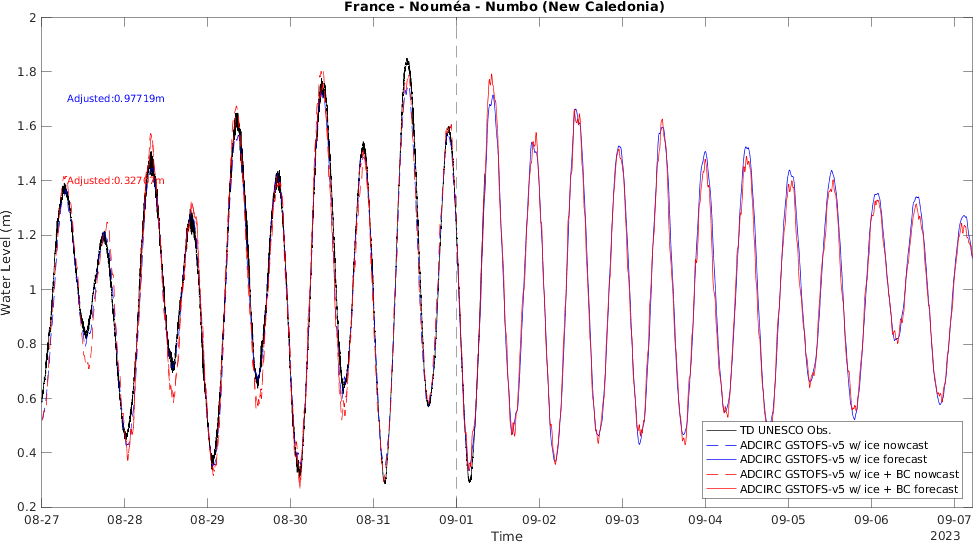 France - Nouméa - Numbo (New Caledonia)
2
1.8
1.6
1.4
1.2
1
0.8
0.6
0.4
0.2
Water Level (m)
Adjusted:0.97719m
Adjusted:0.32707m
TD UNESCO Obs.
ADCIRC GSTOFS-v5 w/ ice nowcast
ADCIRC GSTOFS-v5 w/ ice forecast
ADCIRC GSTOFS-v5 w/ ice + BC nowcast
ADCIRC GSTOFS-v5 w/ ice + BC forecast
08-27 08-28 08-29 08-30 08-31 09-01 09-02 09-03 09-04 09-05 09-06 09-07
2023
Time